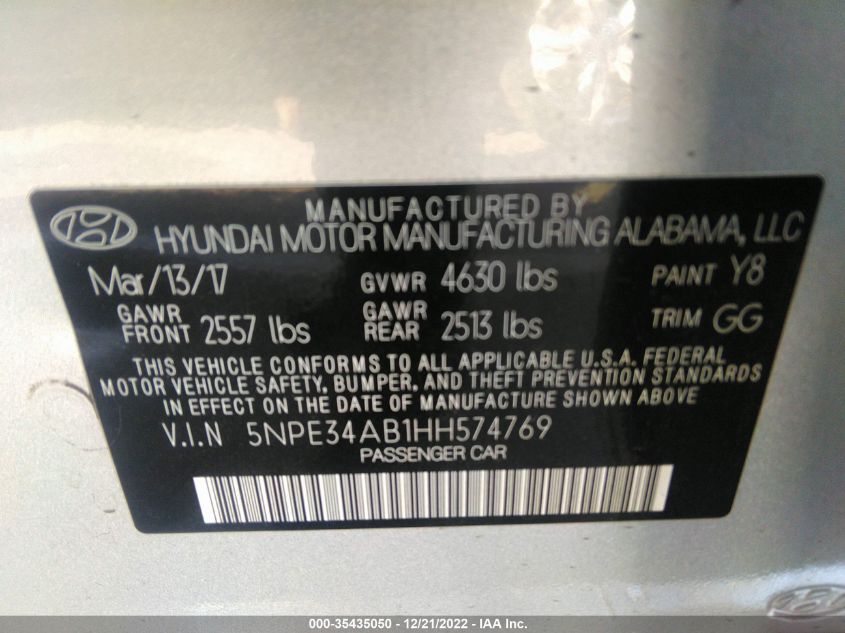 MANUFACTURED BY
HYUNDAI MOTOR MANUFACTURING ALABAMA, LLC
Mar/13/17 GVWR 4630 lbs PAINT Y8
GAWR FRONT 2557 lbs GAWR REAR 2513 lbs TRIM GG
THIS VEHICLE CONFORMS TO ALL APPLICABLE U.S.A. FEDERAL
MOTOR VEHICLE SAFETY, BUMPER, AND THEFT PREVENTION STANDARDS
IN EFFECT ON THE DATE OF MANUFACTURE SHOWN ABOVE
V.I.N 5NPE34AB1HH574769
PASSENGER CAR
000-35435050 - 12/21/2022 - IAA Inc.